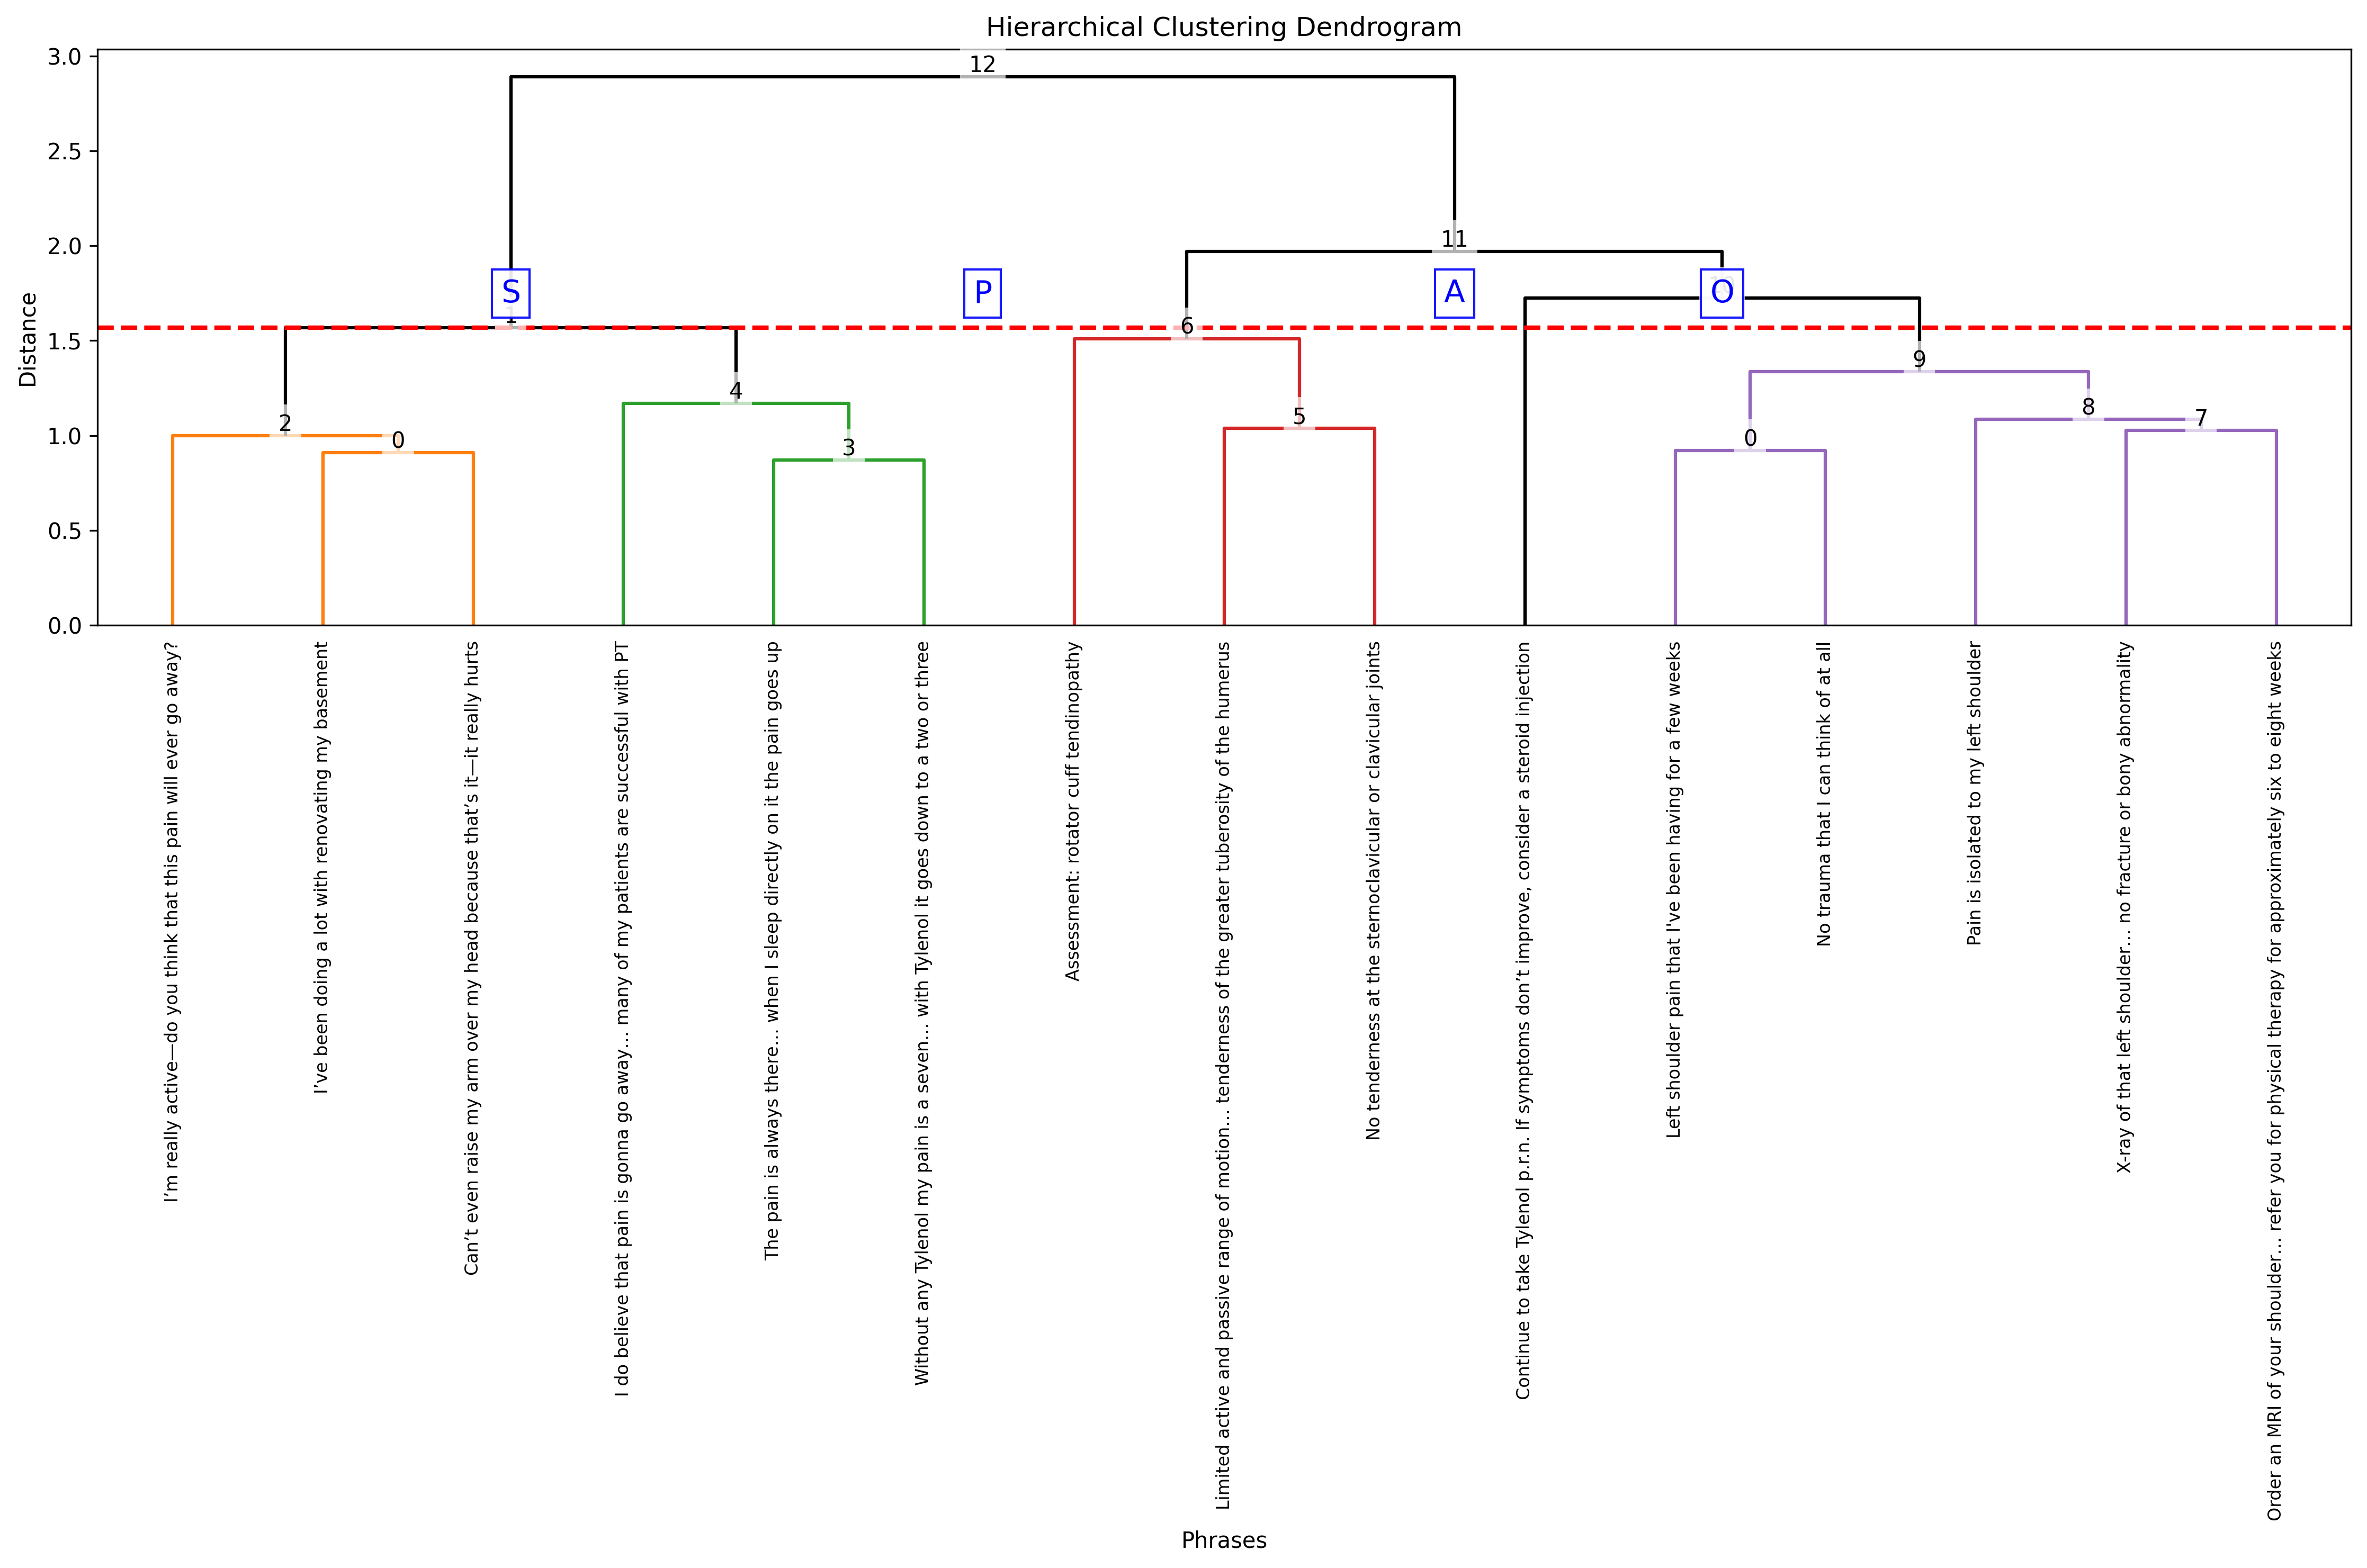 Hierarchical Clustering Dendrogram
Distance
3.0
2.5
2.0
1.5
1.0
0.5
0.0
12
11
S
P
A
O
1
6
9
4
8
7
2
0
5
3
0
I’m really active—do you think that this pain will ever go away?
I’ve been doing a lot with renovating my basement
Can’t even raise my arm over my head because that’s it—it really hurts
I do believe that pain is gonna go away... many of my patients are successful with PT
The pain is always there... when I sleep directly on it the pain goes up
Without any Tylenol my pain is a seven... with Tylenol it goes down to a two or three
Assessment: rotator cuff tendinopathy
Limited active and passive range of motion... tenderness of the greater tuberosity of the humerus
No tenderness at the sternoclavicular or clavicular joints
Continue to take Tylenol p.r.n. If symptoms don’t improve, consider a steroid injection
Left shoulder pain that I've been having for a few weeks
No trauma that I can think of at all
Pain is isolated to my left shoulder
X-ray of that left shoulder... no fracture or bony abnormality
Order an MRI of your shoulder... refer you for physical therapy for approximately six to eight weeks
Phrases